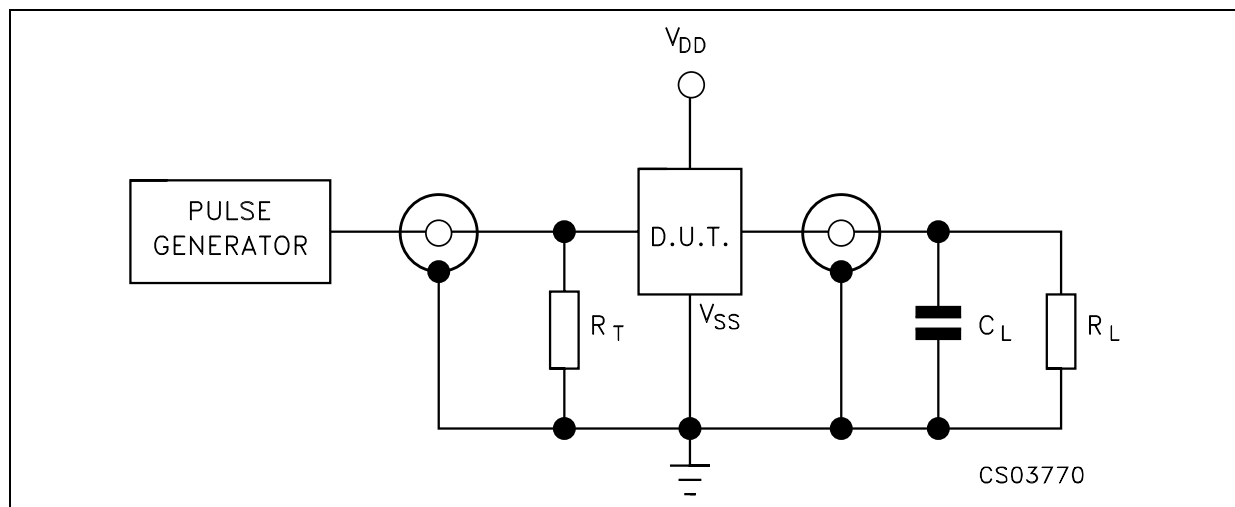 VDD
PULSE
GENERATOR
D.U.T.
VSS
RT
CL
RL
CS03770